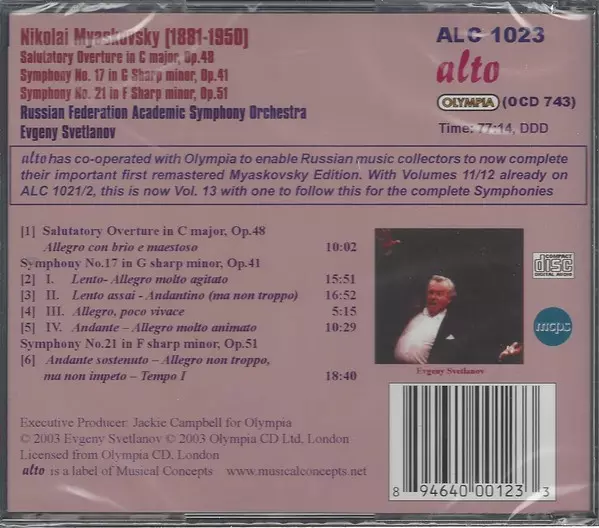 Nikolai Myaskovsky (1881-1950)
Salutatory Overture in C major, Op.48
Symphony No. 17 in G Sharp minor, Op.41
Symphony No. 21 in F Sharp minor, Op.51
Russian Federation Academic Symphony Orchestra
Evgeny Svetlanov
ALC 1023
alto
OLYMPIA (OCD 743)
Time: 77:14, DDD
alto has co-operated with Olympia to enable Russian music collectors to now complete
their important first remastered Myaskovsky Edition. With Volumes 11/12 already on
ALC 1021/2, this is now Vol. 13 with one to follow this for the complete Symphonies
[1] Salutatory Overture in C major, Op.48
Allegro con brio e maestoso 10:02
Symphony No.17 in G sharp minor, Op.41
[2] I. Lento- Allegro molto agitato 15:51
[3] II. Lento assai - Andantino (ma non troppo) 16:52
[4] III. Allegro, poco vivace 5:15
[5] IV. Andante – Allegro molto animato 10:29
Symphony No.21 in F sharp minor, Op.51
[6] Andante sostenuto – Allegro non troppo,
ma non impeto – Tempo I 18:40
Evgeny Svetlanov
COMPACT
disc
DIGITAL AUDIO
mcps
Executive Producer: Jackie Campbell for Olympia
© 2003 Evgeny Svetlanov © 2003 Olympia CD Ltd, London
Licensed from Olympia CD, London
alto is a label of Musical Concepts www.musicalconcepts.net
8 94640 00123 3